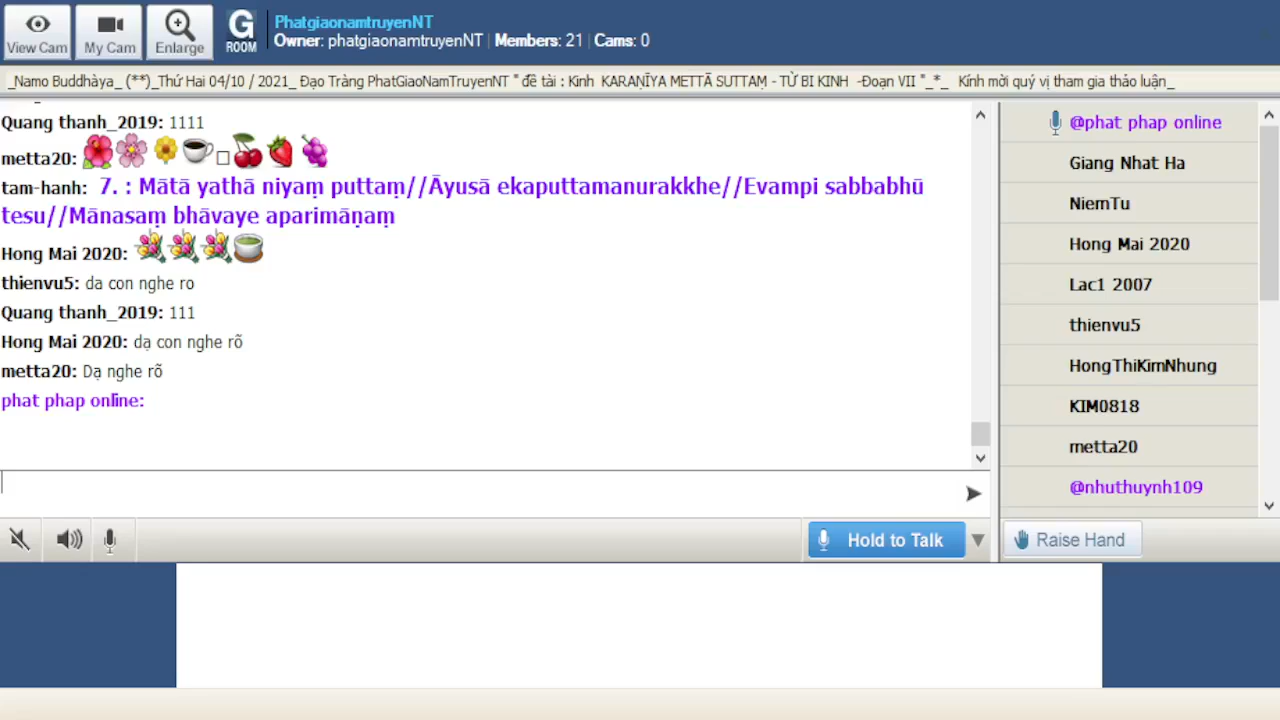 View Cam
My Cam
Enlarge
G
ROOM
PhatgiaonamtruyenNT
Owner: phatgiaonamtruyenNT | Members: 21 | Cams: 0
_Namo Buddhàya_ (**)_Thứ Hai 04/10 / 2021_ Đạo Tràng PhatGiaoNamTruyenNT " đề tài : Kinh KARAṆĪYA METTĀ SUTTAṂ - TỪ BI KINH -Đoạn VII "_*_ Kính mời quý vị tham gia thảo luận_
Quang thanh_2019: 1111
metta20:
tam-hanh: 7. : Mātā yathā niyaṃ puttaṃ//Āyusā ekaputtamanurakkhe//Evampi sabbabhū
tesu//Mānasaṃ bhāvaye aparimāṇaṃ
Hong Mai 2020:
thienvu5: da con nghe ro
Quang thanh_2019: 111
Hong Mai 2020: dạ con nghe rõ
metta20: Dạ nghe rõ
phat phap online:
@phat phap online
Giang Nhat Ha
NiemTu
Hong Mai 2020
Lac1 2007
thienvu5
HongThiKimNhung
KIM0818
metta20
@nhuthuynh109
Hold to Talk
Raise Hand